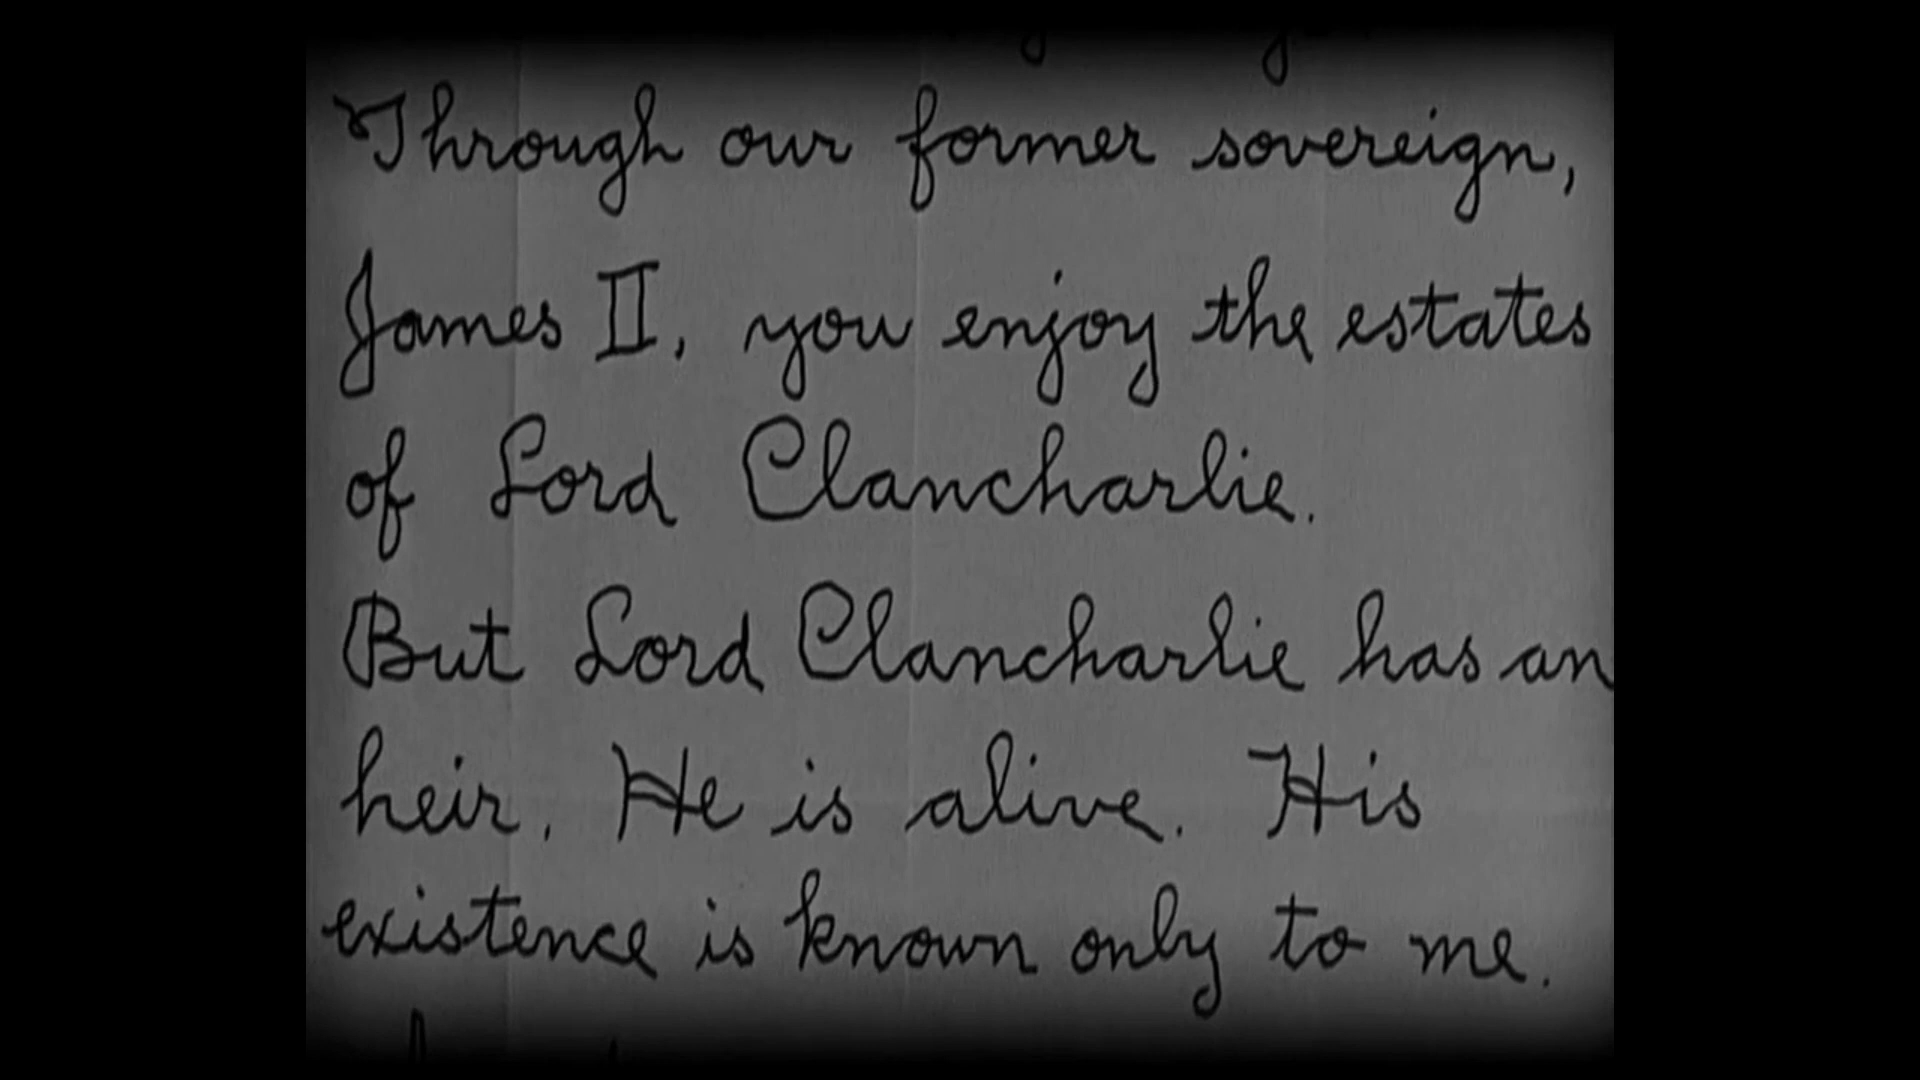 Through our former sovereign,
James II, you enjoy the estates
of Lord Clancharlie.
But Lord Clancharlie has an
heir. He is alive. His
existence is known only to me.